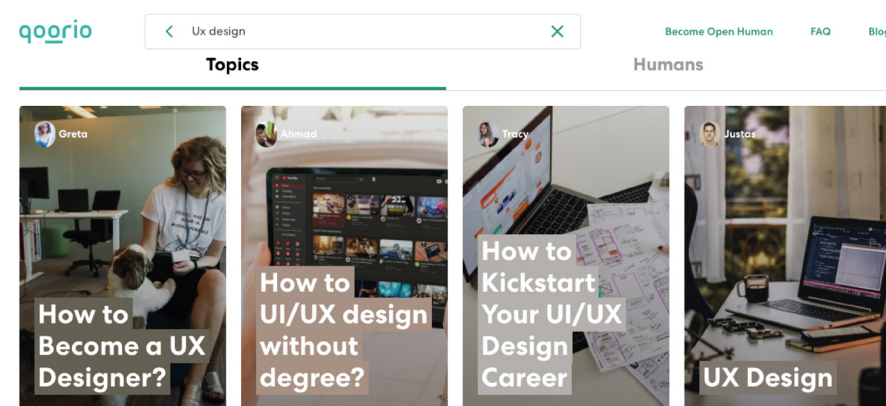 qoorio
Ux design
Become Open Human
FAQ
Blog
Topics
Humans
Greta
How to
Become a UX
Designer?
Ahmad
How to
UI/UX design
without
degree?
Tracy
How to
Kickstart
Your UI/UX
Design
Career
Justas
UX Design